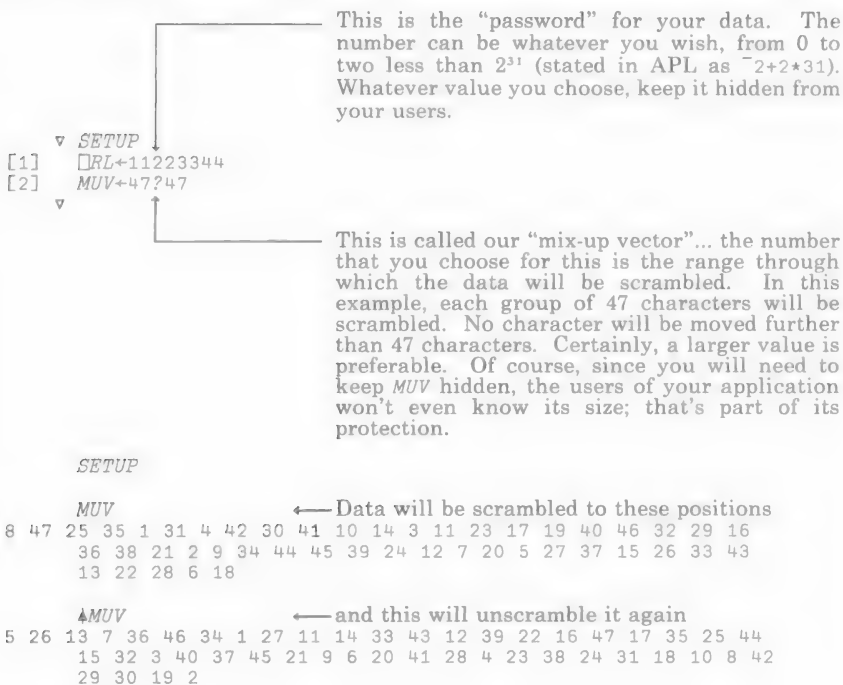 This is the “password” for your data. The
number can be whatever you wish, from 0 to
two less than 2³¹ (stated in APL as ¯2+2*31).
Whatever value you choose, keep it hidden from
your users.
∇ SETUP
[1] ⎕RL←11223344
[2] MUV←47?47
∇
This is called our “mix-up vector”... the number
that you choose for this is the range through
which the data will be scrambled. In this
example, each group of 47 characters will be
scrambled. No character will be moved further
than 47 characters. Certainly, a larger value is
preferable. Of course, since you will need to
keep MUV hidden, the users of your application
won't even know its size; that's part of its
protection.
SETUP
MUV ←Data will be scrambled to these positions
8 47 25 35 1 31 4 42 30 41 10 14 3 11 23 17 19 40 46 32 29 16
36 38 21 2 9 34 44 45 39 24 12 7 20 5 27 37 15 26 33 43
13 22 28 6 18
⍋MUV ←and this will unscramble it again
5 26 13 7 36 46 34 1 27 11 14 33 43 12 39 22 16 47 17 35 25 44
15 32 3 40 37 45 21 9 6 20 41 28 4 23 38 24 31 18 10 8 42
29 30 19 2